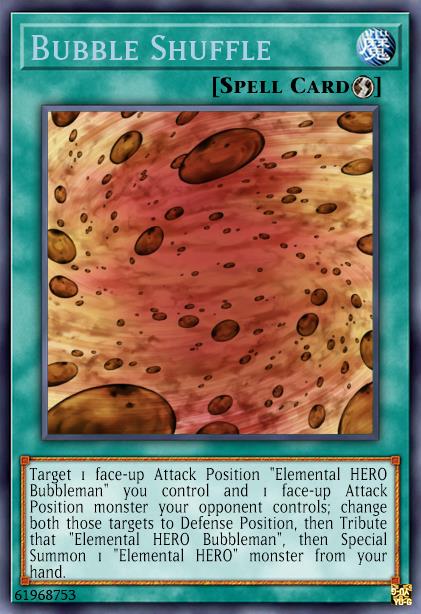 Bubble Shuffle
[Spell Card]
Target 1 face-up Attack Position "Elemental HERO
Bubbleman" you control and 1 face-up Attack
Position monster your opponent controls; change
both those targets to Defense Position, then Tribute
that "Elemental HERO Bubbleman", then Special
Summon 1 "Elemental HERO" monster from your
hand.
61968753